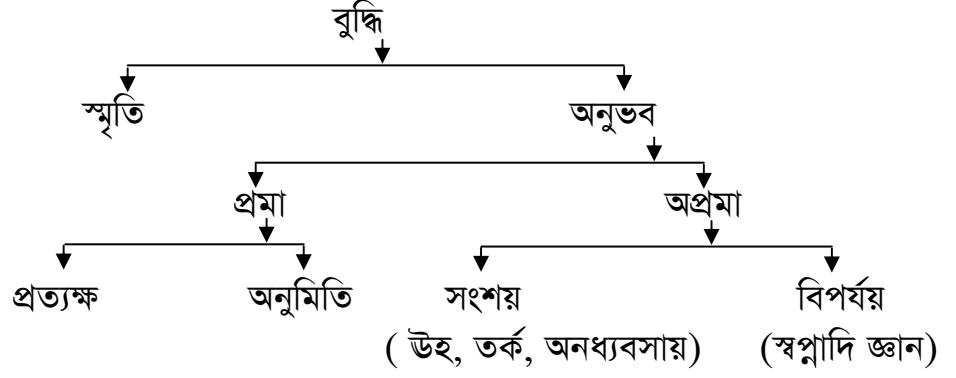 বুদ্ধি
স্মৃতি অনুভব
প্রমা অপ্রমা
প্রত্যক্ষ অনুমিতি সংশয় বিপর্যয়
( ঊহ, তর্ক, অনধ্যবসায়) (স্বপ্নাদি জ্ঞান)